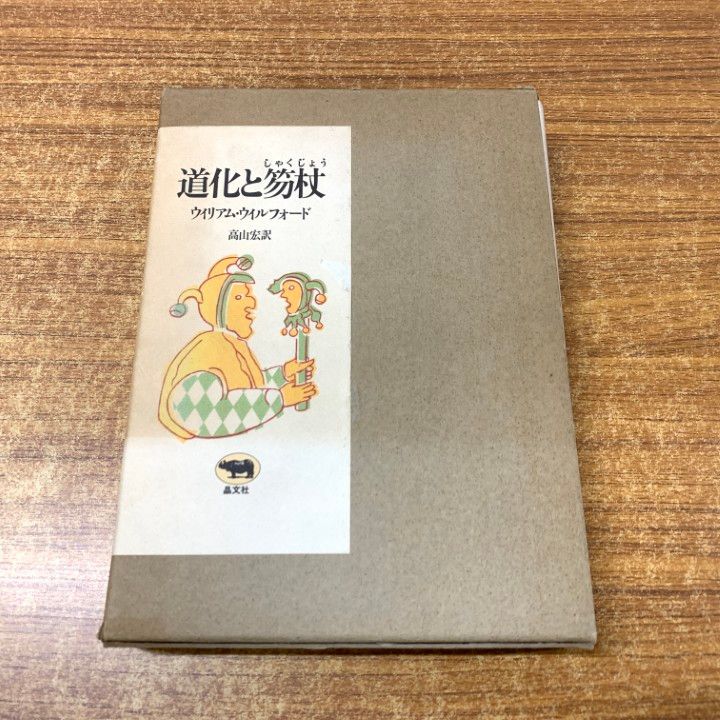 しゃくじょう
道化と笏杖
ウィリアム・ウィルフォード
高山宏訳
晶文社